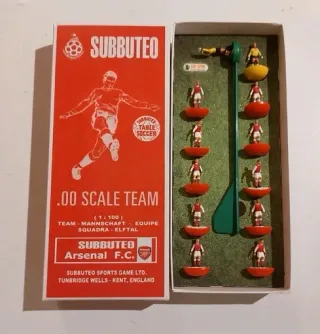 SUBBUTEO
SUBBUTEO
TABLE
SOCCER
.00 SCALE TEAM
( 1 : 100 )
TEAM - MANNSCHAFT - EQUIPE
SQUADRA - ELFTAL
SUBBUTEO
Arsenal F.C.
SUBBUTEO SPORTS GAME LTD.
TUNBRIDGE WELLS - KENT, ENGLAND